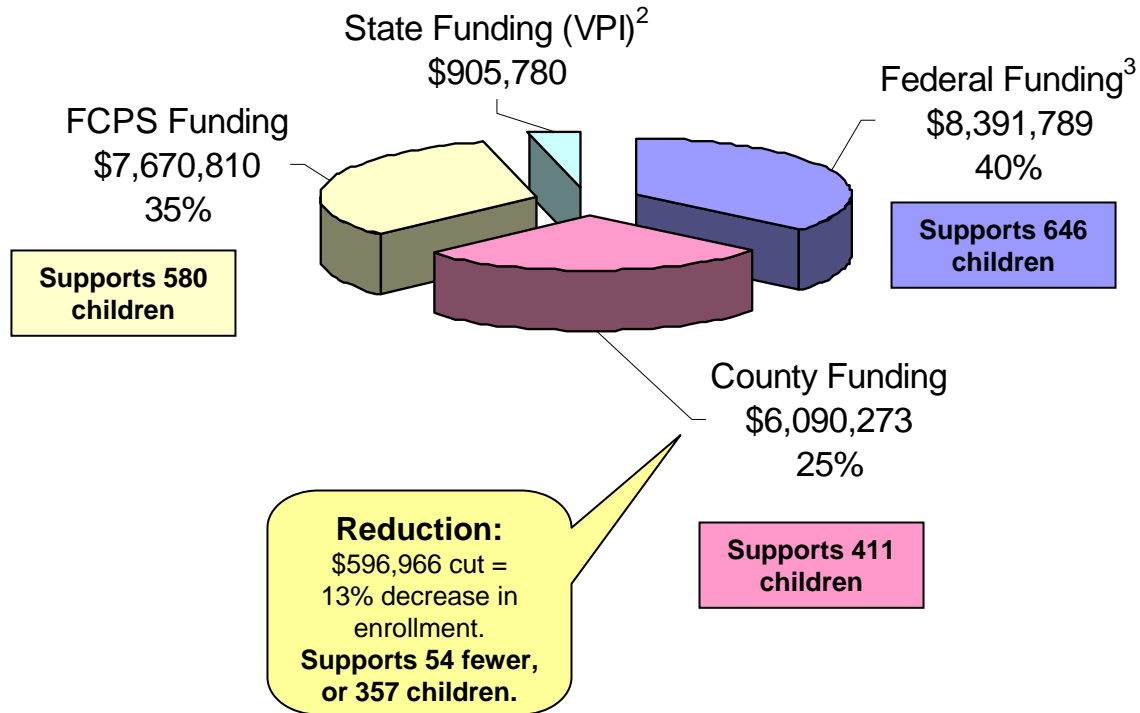 State Funding (VPI)2
$905,780
Federal Funding3
$8,391,789
40%
Supports 646
children
FCPS Funding
$7,670,810
35%
Supports 580
children
County Funding
$6,090,273
25%
Supports 411
children
Reduction:
$596,966 cut =
13% decrease in
enrollment.
Supports 54 fewer,
or 357 children.